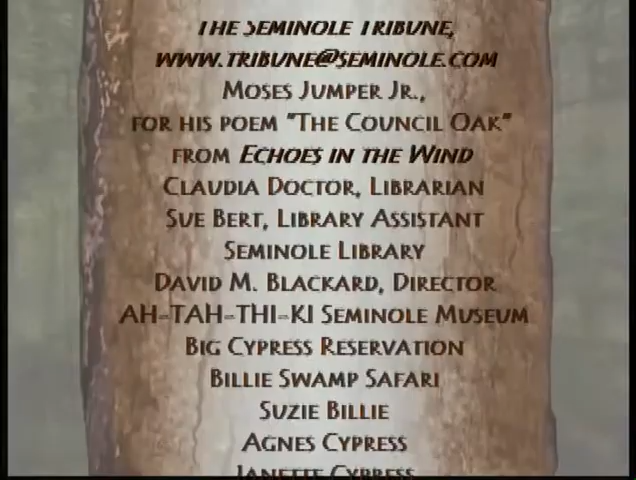 THE SEMINOLE TRIBUNE,
WWW.TRIBUNE@SEMINOLE.COM
MOSES JUMPER JR.,
FOR HIS POEM "THE COUNCIL OAK"
FROM ECHOES IN THE WIND
CLAUDIA DOCTOR, LIBRARIAN
SUE BERT, LIBRARY ASSISTANT
SEMINOLE LIBRARY
DAVID M. BLACKARD, DIRECTOR
AH-TAH-THI-KI SEMINOLE MUSEUM
BIG CYPRESS RESERVATION
BILLIE SWAMP SAFARI
SUZIE BILLIE
AGNES CYPRESS
JANETTE CYPRESS